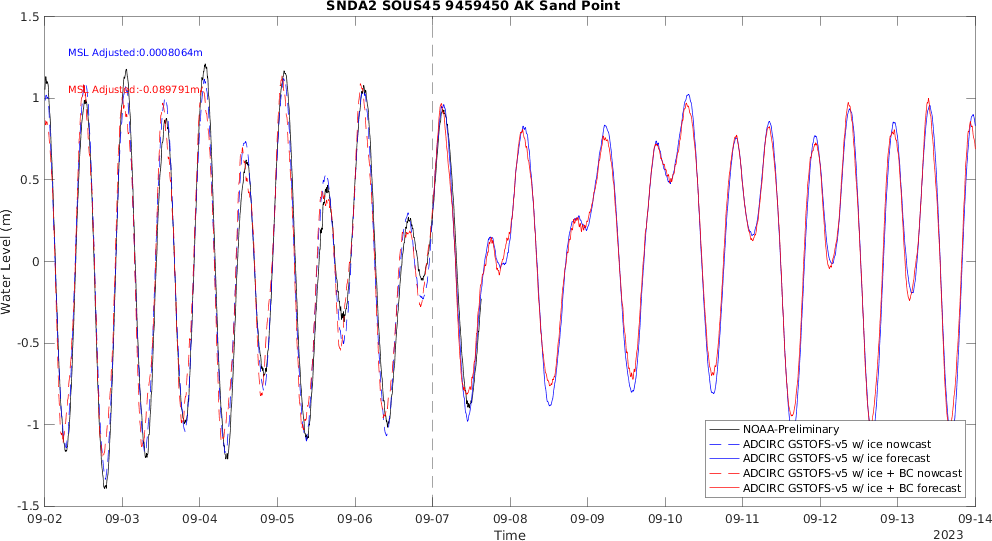 SNDA2 SOUS45 9459450 AK Sand Point
1.5
MSL Adjusted:0.0008064m
MSL Adjusted:-0.089791m
1
0.5
0
-0.5
-1
-1.5
Water Level (m)
NOAA-Preliminary
ADCIRC GSTOFS-v5 w/ ice nowcast
ADCIRC GSTOFS-v5 w/ ice forecast
ADCIRC GSTOFS-v5 w/ ice + BC nowcast
ADCIRC GSTOFS-v5 w/ ice + BC forecast
09-02 09-03 09-04 09-05 09-06 09-07 09-08 09-09 09-10 09-11 09-12 09-13 09-14
Time
2023